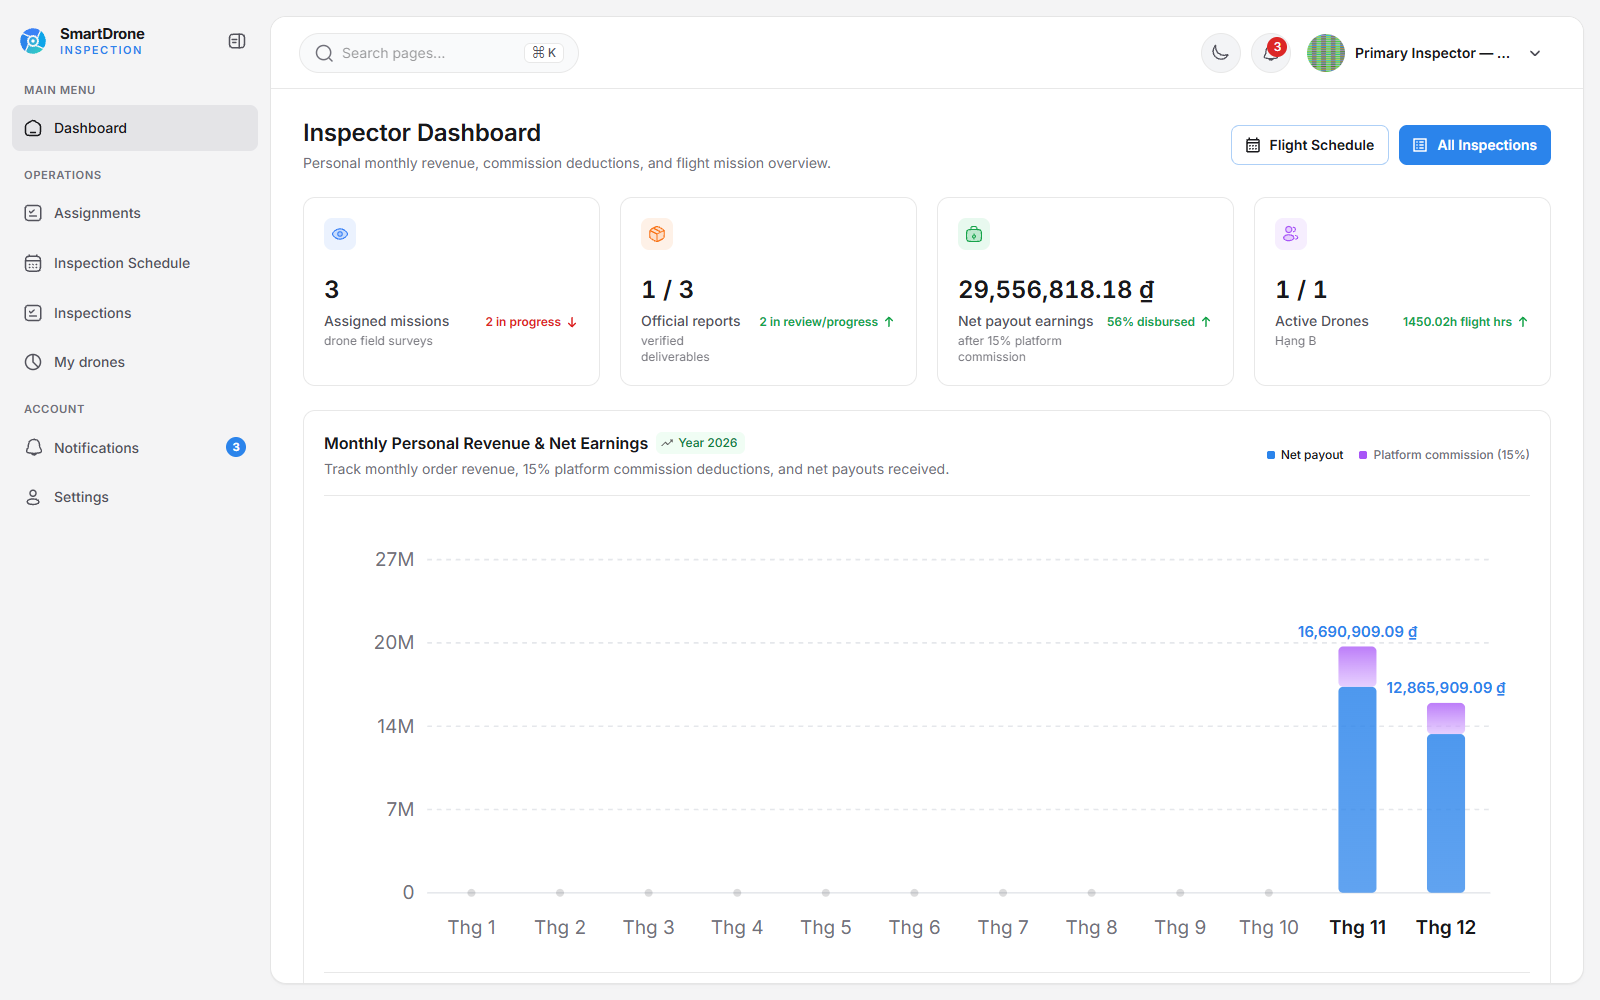 SmartDrone
INSPECTION
Search pages...
⌘ K
3
Primary Inspector — ...
MAIN MENU
Dashboard
OPERATIONS
Assignments
Inspection Schedule
Inspections
My drones
ACCOUNT
Notifications
3
Settings
Inspector Dashboard
Personal monthly revenue, commission deductions, and flight mission overview.
Flight Schedule
All Inspections
3
Assigned missions
2 in progress ↓
drone field surveys
1 / 3
Official reports
2 in review/progress ↑
verified
deliverables
29,556,818.18 ₫
Net payout earnings
56% disbursed ↑
after 15% platform
commission
1 / 1
Active Drones
1450.02h flight hrs ↑
Hạng B
Monthly Personal Revenue & Net Earnings
Year 2026
Track monthly order revenue, 15% platform commission deductions, and net payouts received.
Net payout
Platform commission (15%)
27M
20M
14M
7M
0
16,690,909.09 ₫
12,865,909.09 ₫
Thg 1
Thg 2
Thg 3
Thg 4
Thg 5
Thg 6
Thg 7
Thg 8
Thg 9
Thg 10
Thg 11
Thg 12